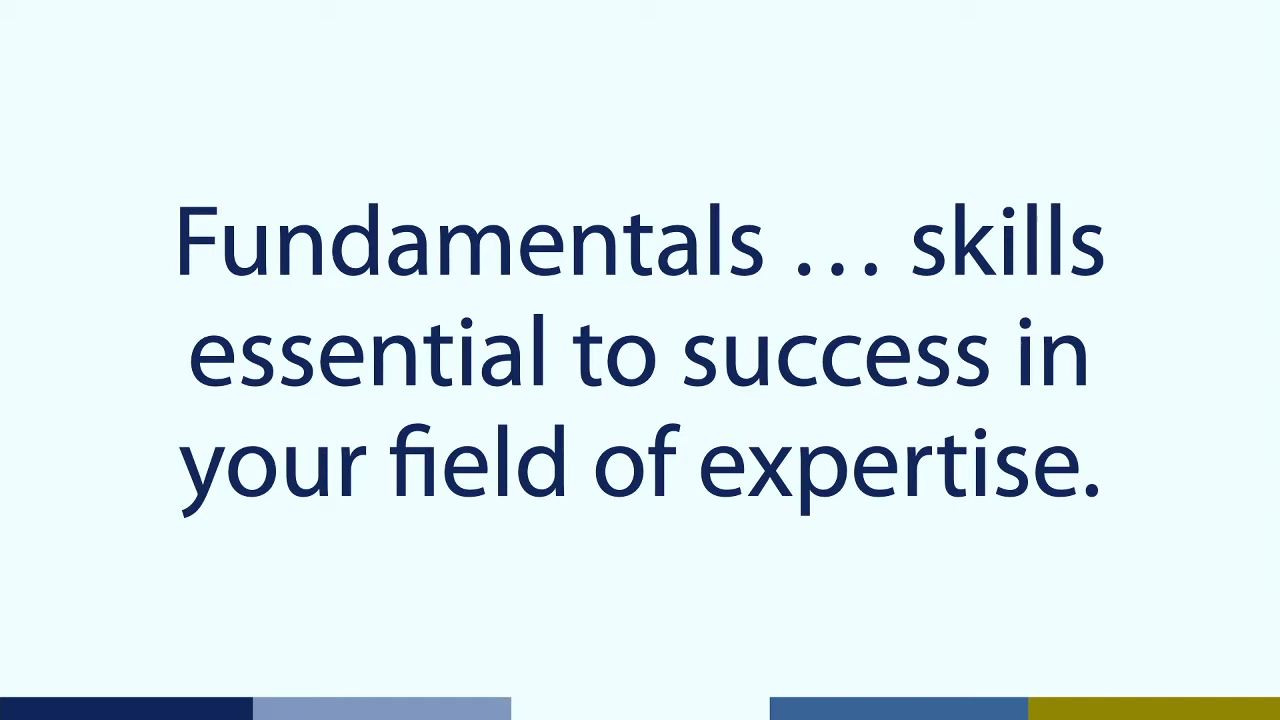 Fundamentals … skills
essential to success in
your field of expertise.